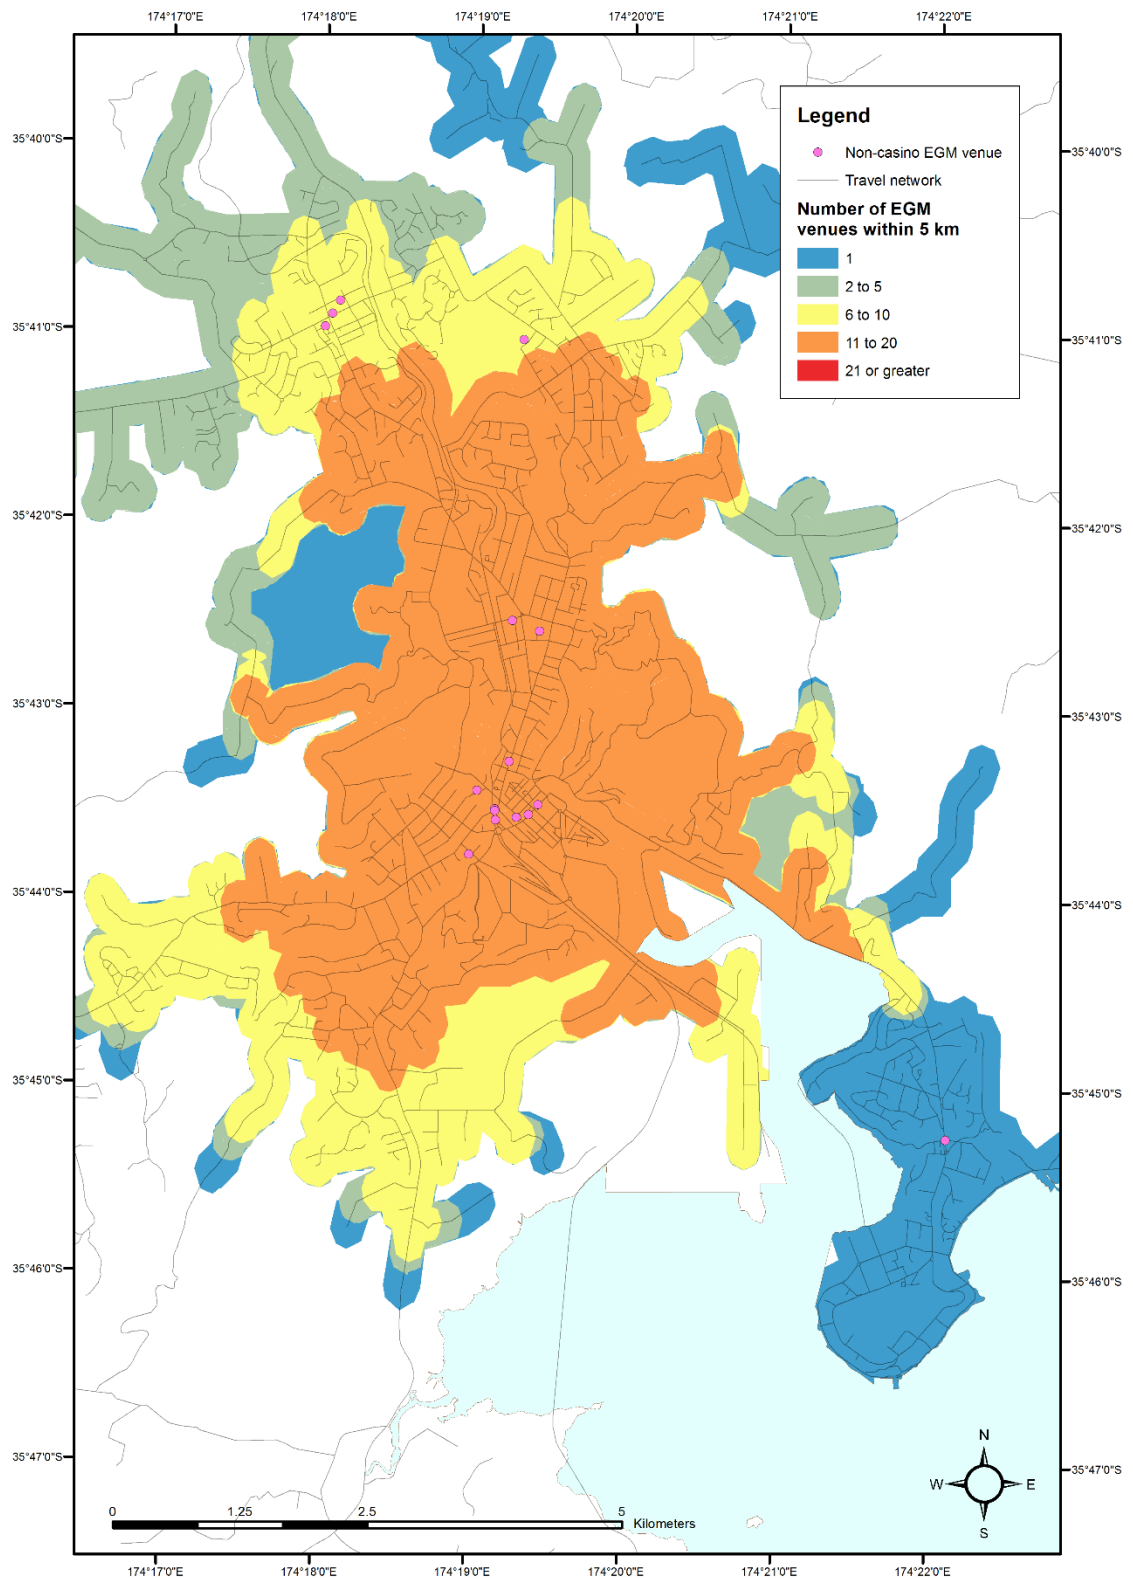 174°17'0"E 174°18'0"E 174°19'0"E 174°20'0"E 174°21'0"E 174°22'0"E
Legend
Non-casino EGM venue
Travel network
Number of EGM
venues within 5 km
1
2 to 5
6 to 10
11 to 20
21 or greater
35°40'0"S 35°40'0"S
35°41'0"S 35°41'0"S
35°42'0"S 35°42'0"S
35°43'0"S 35°43'0"S
35°44'0"S 35°44'0"S
35°45'0"S 35°45'0"S
35°46'0"S 35°46'0"S
35°47'0"S 35°47'0"S
N
W E
S
0 1.25 2.5 5
Kilometers
174°17'0"E 174°18'0"E 174°19'0"E 174°20'0"E 174°21'0"E 174°22'0"E